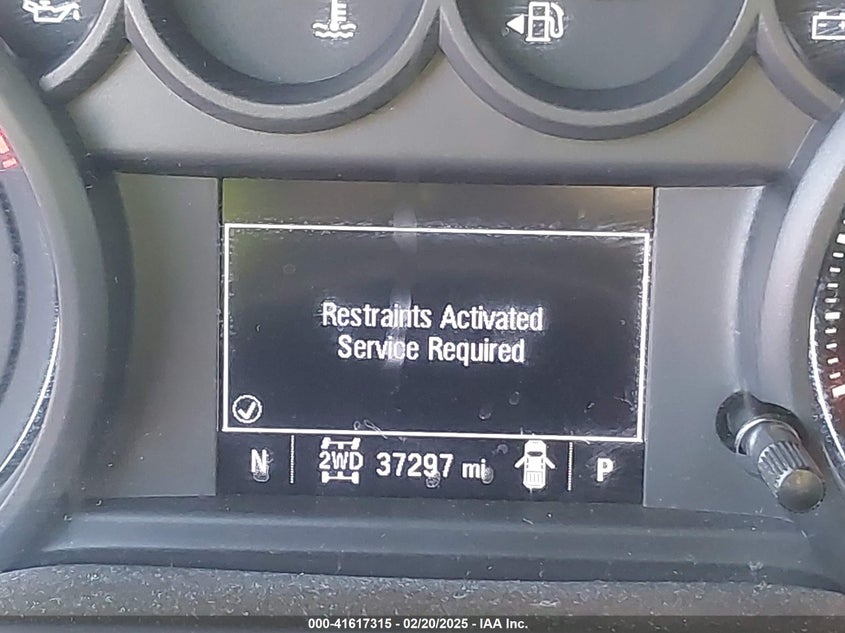 Restraints Activated
Service Required
N 2WD 37297 mi P
000-41617315 - 02/20/2025 - IAA Inc.